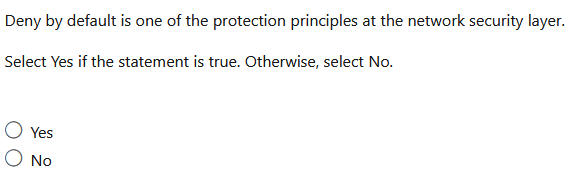 Deny by default is one of the protection principles at the network security layer.
Select Yes if the statement is true. Otherwise, select No.
Yes
No